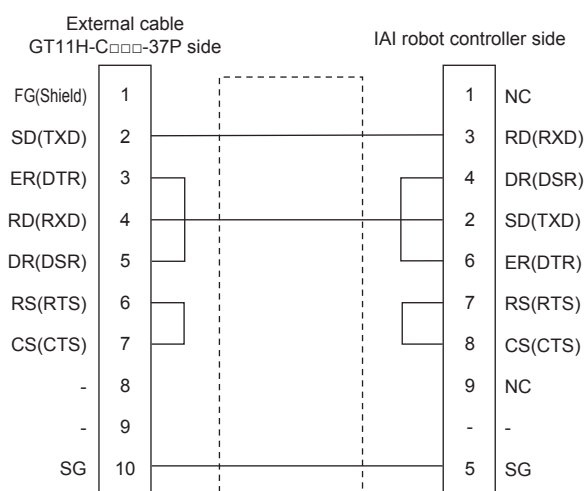 External cable
GT11H-C□□□-37P side
IAI robot controller side
FG(Shield) 1 1 NC
SD(TXD) 2 3 RD(RXD)
ER(DTR) 3 4 DR(DSR)
RD(RXD) 4 2 SD(TXD)
DR(DSR) 5 6 ER(DTR)
RS(RTS) 6 7 RS(RTS)
CS(CTS) 7 8 CS(CTS)
- 8 9 NC
- 9 - -
SG 10 5 SG